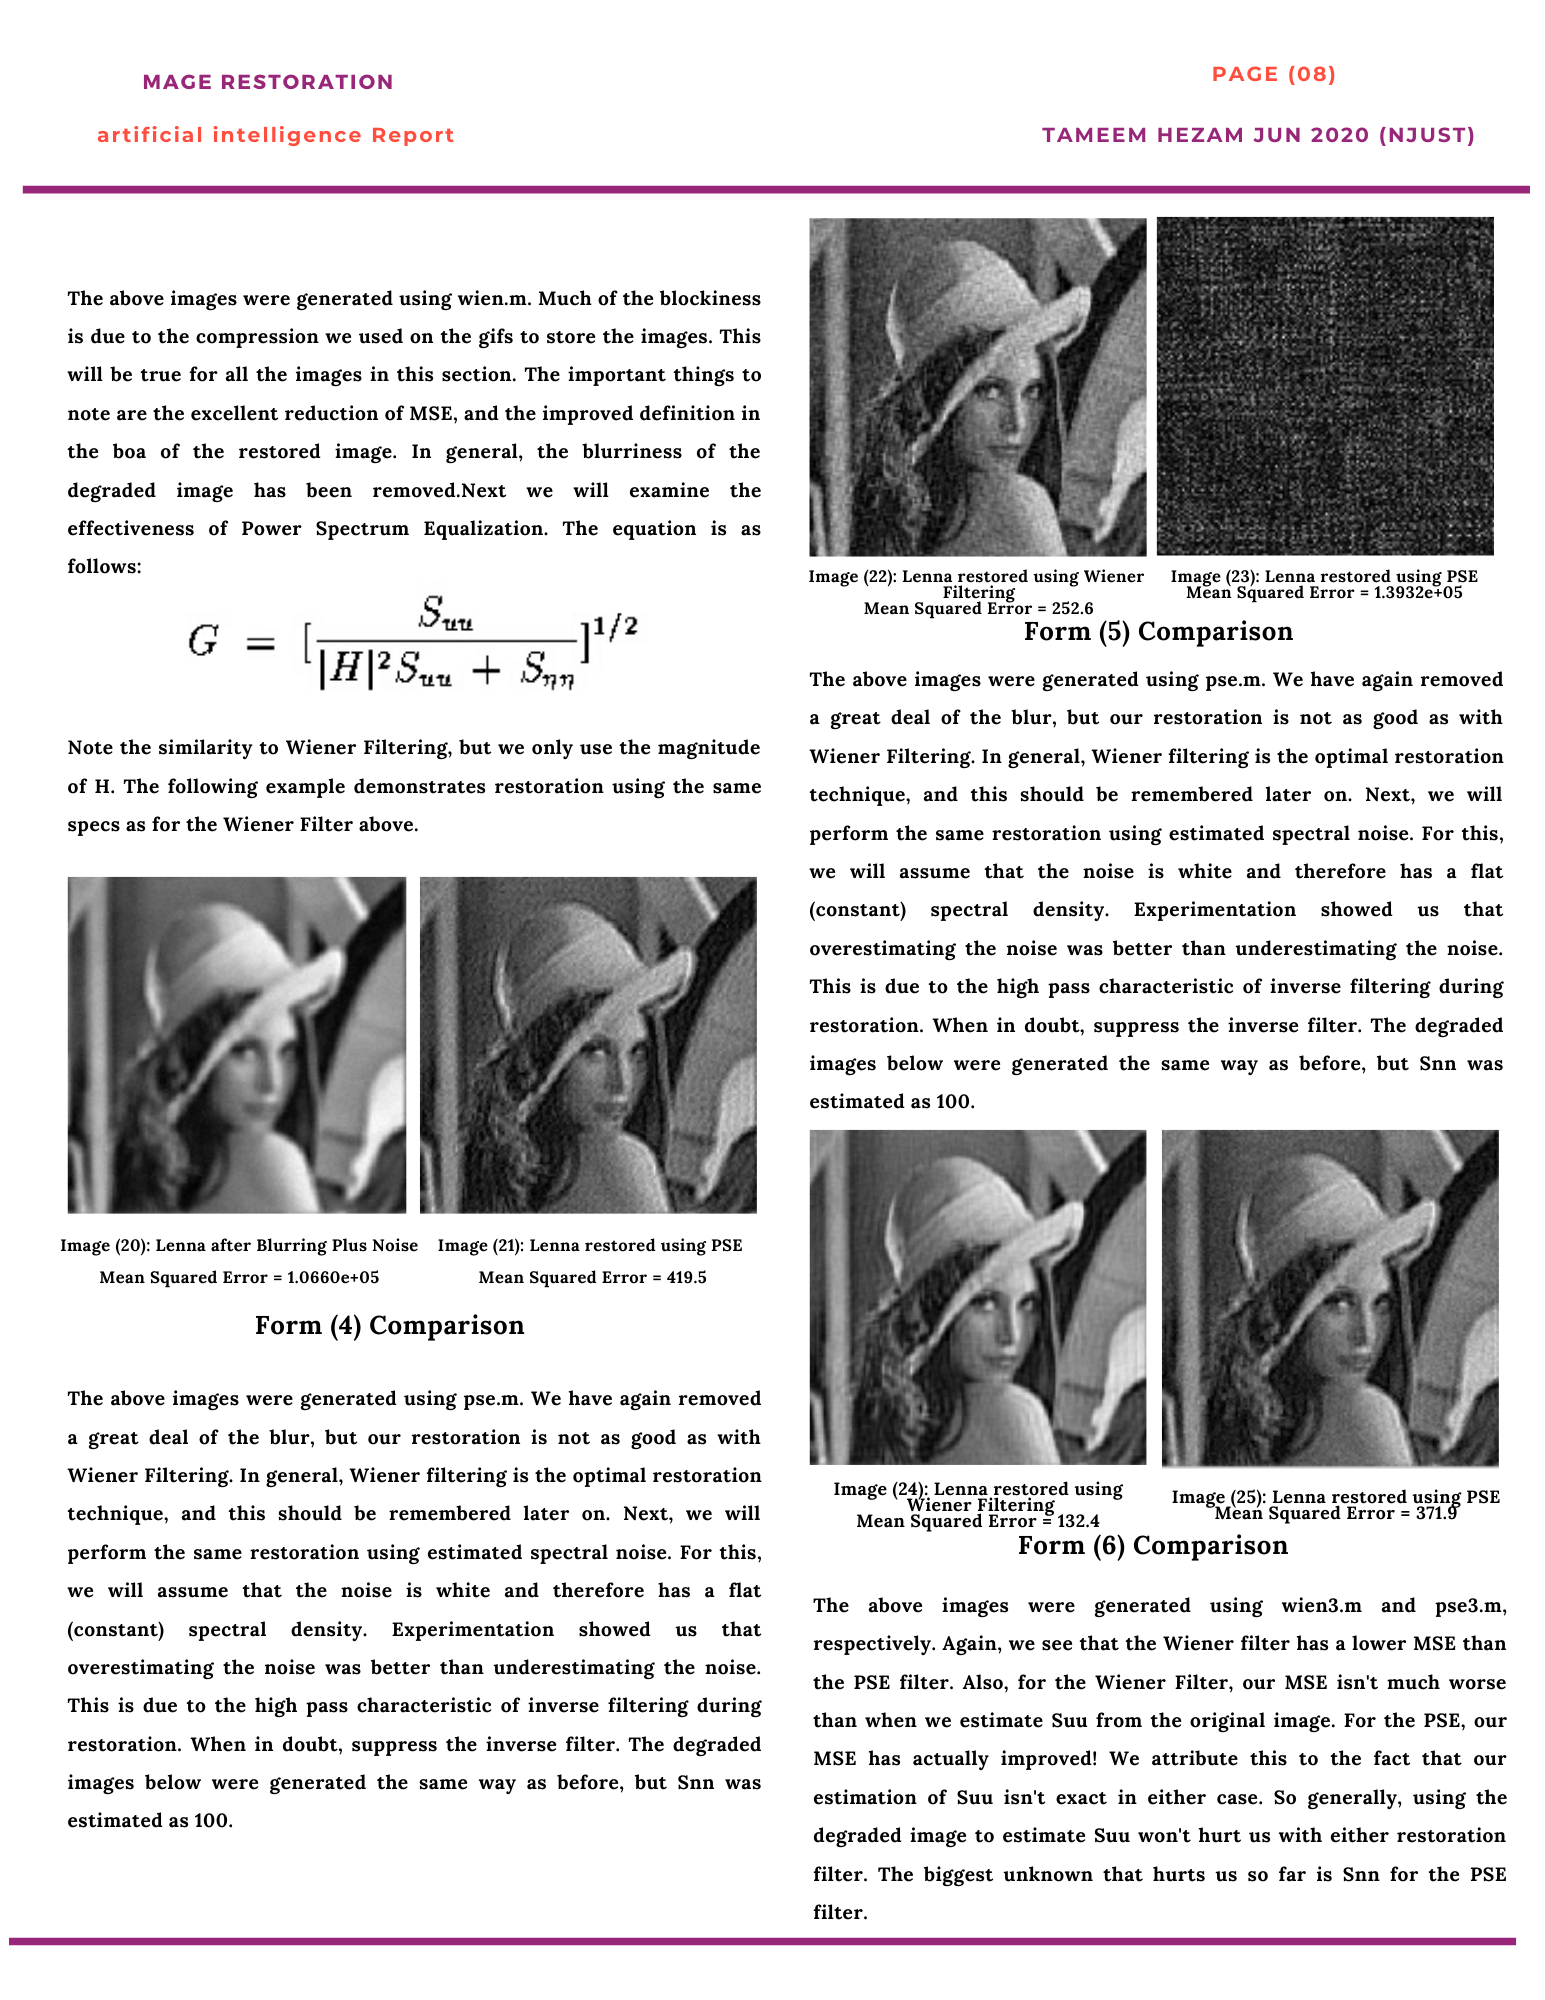 MAGE RESTORATION
artificial intelligence Report
PAGE (08)
TAMEEM HEZAM JUN 2020 (NJUST)
The above images were generated using wien.m. Much of the blockiness
is due to the compression we used on the gifs to store the images. This
will be true for all the images in this section. The important things to
note are the excellent reduction of MSE, and the improved definition in
the boa of the restored image. In general, the blurriness of the
degraded image has been removed.Next we will examine the
effectiveness of Power Spectrum Equalization. The equation is as
follows:
G = [ S_uu / |H|² S_uu + S_ηη ]^1/2
Note the similarity to Wiener Filtering, but we only use the magnitude
of H. The following example demonstrates restoration using the same
specs as for the Wiener Filter above.
Image (20): Lenna after Blurring Plus Noise
Mean Squared Error = 1.0660e+05
Image (21): Lenna restored using PSE
Mean Squared Error = 419.5
Form (4) Comparison
The above images were generated using pse.m. We have again removed
a great deal of the blur, but our restoration is not as good as with
Wiener Filtering. In general, Wiener filtering is the optimal restoration
technique, and this should be remembered later on. Next, we will
perform the same restoration using estimated spectral noise. For this,
we will assume that the noise is white and therefore has a flat
(constant) spectral density. Experimentation showed us that
overestimating the noise was better than underestimating the noise.
This is due to the high pass characteristic of inverse filtering during
restoration. When in doubt, suppress the inverse filter. The degraded
images below were generated the same way as before, but Snn was
estimated as 100.
Image (22): Lenna restored using Wiener
Filtering
Mean Squared Error = 252.6
Image (23): Lenna restored using PSE
Mean Squared Error = 1.3932e+05
Form (5) Comparison
The above images were generated using pse.m. We have again removed
a great deal of the blur, but our restoration is not as good as with
Wiener Filtering. In general, Wiener filtering is the optimal restoration
technique, and this should be remembered later on. Next, we will
perform the same restoration using estimated spectral noise. For this,
we will assume that the noise is white and therefore has a flat
(constant) spectral density. Experimentation showed us that
overestimating the noise was better than underestimating the noise.
This is due to the high pass characteristic of inverse filtering during
restoration. When in doubt, suppress the inverse filter. The degraded
images below were generated the same way as before, but Snn was
estimated as 100.
Image (24): Lenna restored using
Wiener Filtering
Mean Squared Error = 132.4
Image (25): Lenna restored using PSE
Mean Squared Error = 371.9
Form (6) Comparison
The above images were generated using wien3.m and pse3.m,
respectively. Again, we see that the Wiener filter has a lower MSE than
the PSE filter. Also, for the Wiener Filter, our MSE isn't much worse
than when we estimate Suu from the original image. For the PSE, our
MSE has actually improved! We attribute this to the fact that our
estimation of Suu isn't exact in either case. So generally, using the
degraded image to estimate Suu won't hurt us with either restoration
filter. The biggest unknown that hurts us so far is Snn for the PSE
filter.